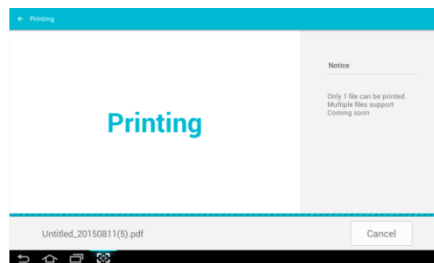 Printing
Notice
Only 1 file can be printed.
Multiple files support
Coming soon
Printing
Untitled_20150811(5).pdf
Cancel